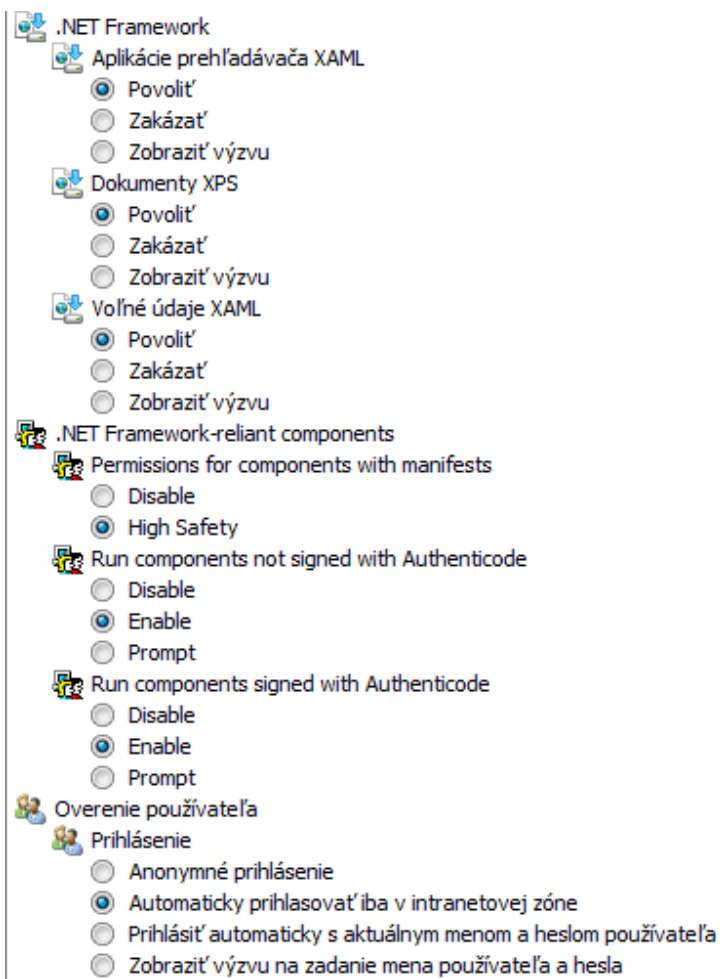 .NET Framework
Aplikácie prehľadávača XAML
Povoliť
Zakázať
Zobraziť výzvu
Dokumenty XPS
Povoliť
Zakázať
Zobraziť výzvu
Voľné údaje XAML
Povoliť
Zakázať
Zobraziť výzvu
.NET Framework-reliant components
Permissions for components with manifests
Disable
High Safety
Run components not signed with Authenticode
Disable
Enable
Prompt
Run components signed with Authenticode
Disable
Enable
Prompt
Overenie používateľa
Prihlásenie
Anonymné prihlásenie
Automaticky prihlasovať iba v intranetovej zóne
Prihlásiť automaticky s aktuálnym menom a heslom používateľa
Zobraziť výzvu na zadanie mena používateľa a hesla